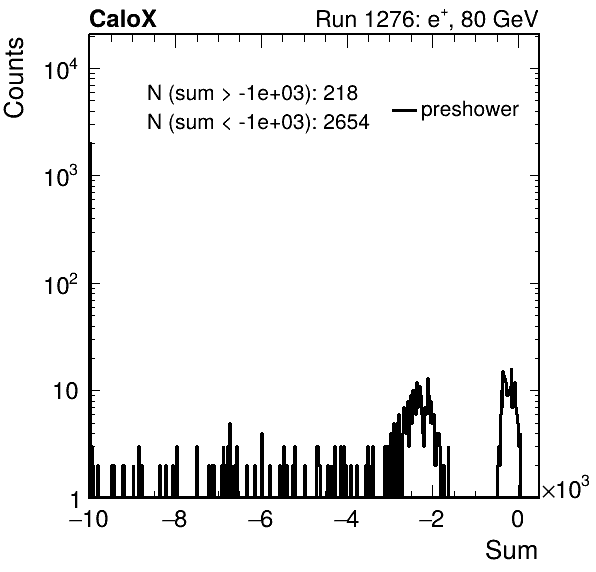 CaloX Run 1276: e⁺, 80 GeV
Counts
10⁴
10³
10²
10
1
N (sum > -1e+03): 218
N (sum < -1e+03): 2654
preshower
−10 −8 −6 −4 −2 0
×10³
Sum